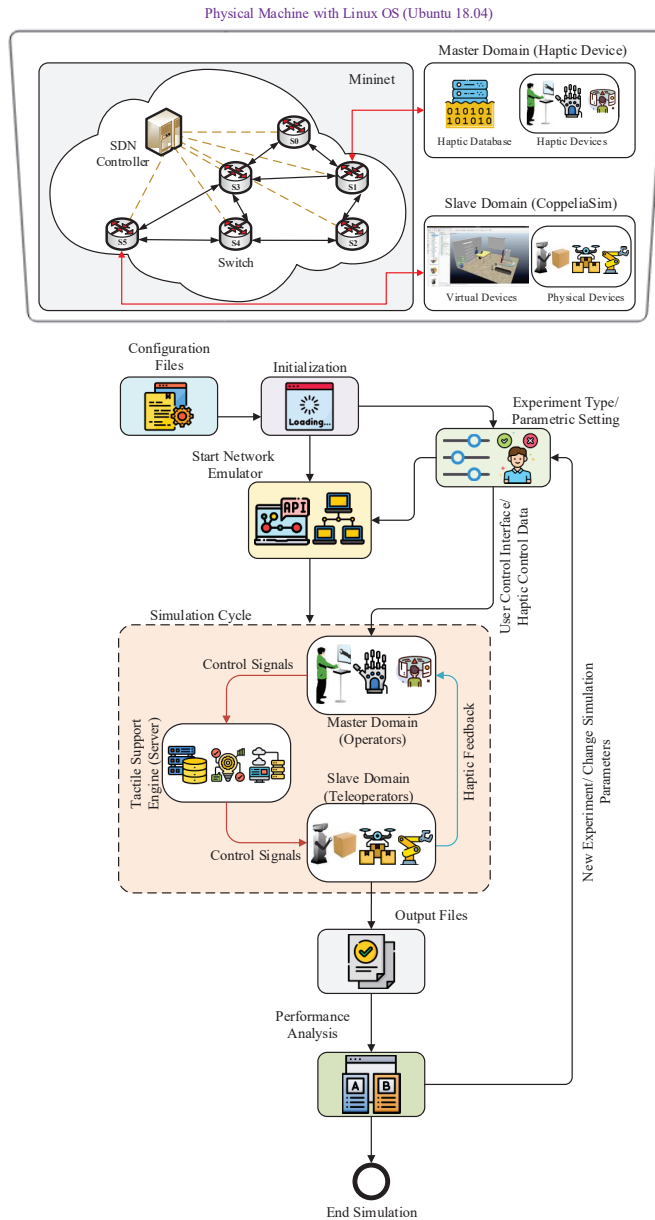 Physical Machine with Linux OS (Ubuntu 18.04)
Mininet
SDN
Controller
S0
S3
S1
S5
S4
S2
Switch
Master Domain (Haptic Device)
010101
101010
Haptic Database
Haptic Devices
Slave Domain (CoppeliaSim)
Virtual Devices
Physical Devices
Configuration
Files
Initialization
Loading...
Experiment Type/
Parametric Setting
Start Network
Emulator
API
User Control Interface/
Haptic Control Data
Simulation Cycle
Control Signals
Master Domain
(Operators)
Tactile Support
Engine (Server)
Slave Domain
(Teleoperators)
Haptic Feedback
Control Signals
New Experiment/ Change Simulation
Parameters
Output Files
Performance
Analysis
A
B
End Simulation